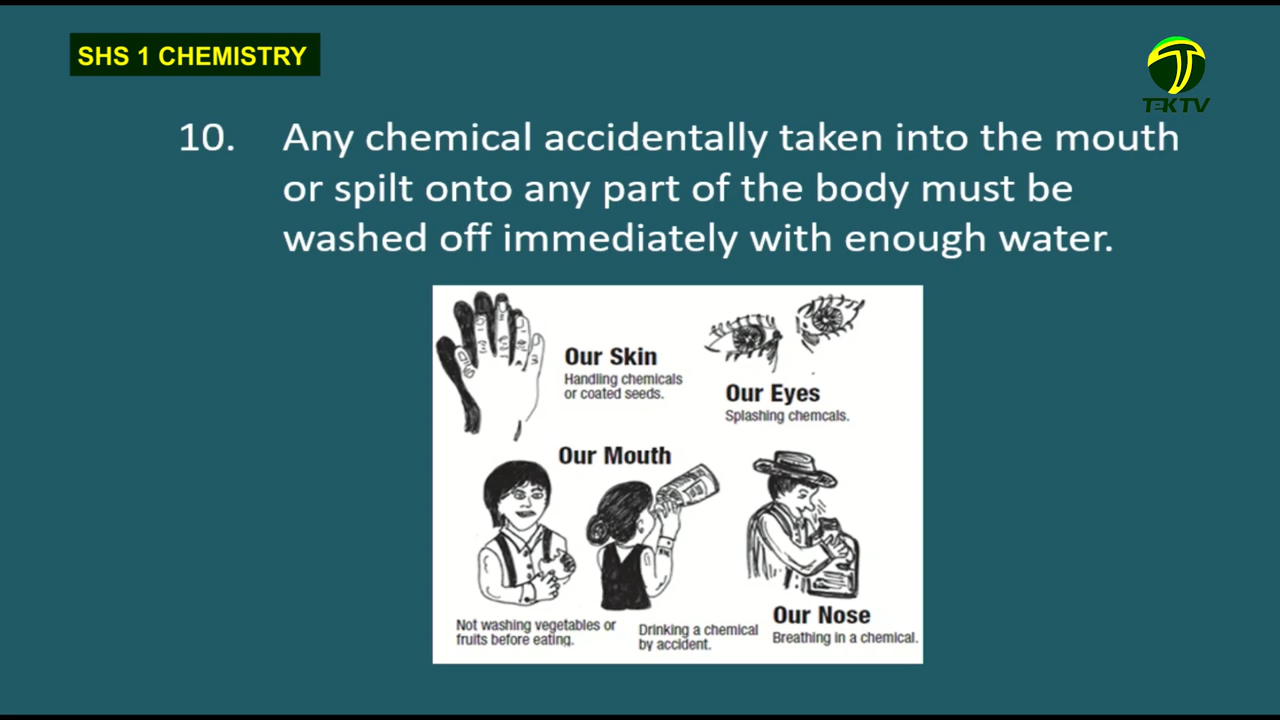 SHS 1 CHEMISTRY
TEKTV
10. Any chemical accidentally taken into the mouth
or spilt onto any part of the body must be
washed off immediately with enough water.
Our Skin
Handling chemicals
or coated seeds.
Our Eyes
Splashing chemcals.
Our Mouth
Not washing vegetables or
fruits before eating.
Drinking a chemical
by accident.
Our Nose
Breathing in a chemical.